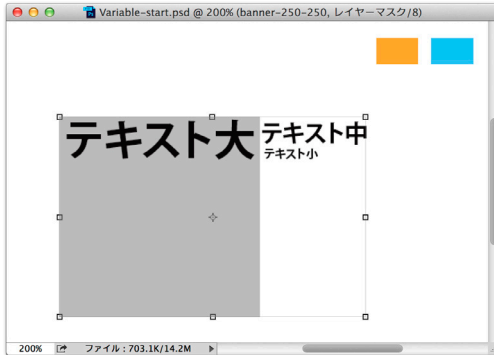 Variable-start.psd @ 200% (banner-250-250, レイヤーマスク/8)
テキスト大 テキスト中
テキスト小
200% ファイル : 703.1K/14.2M